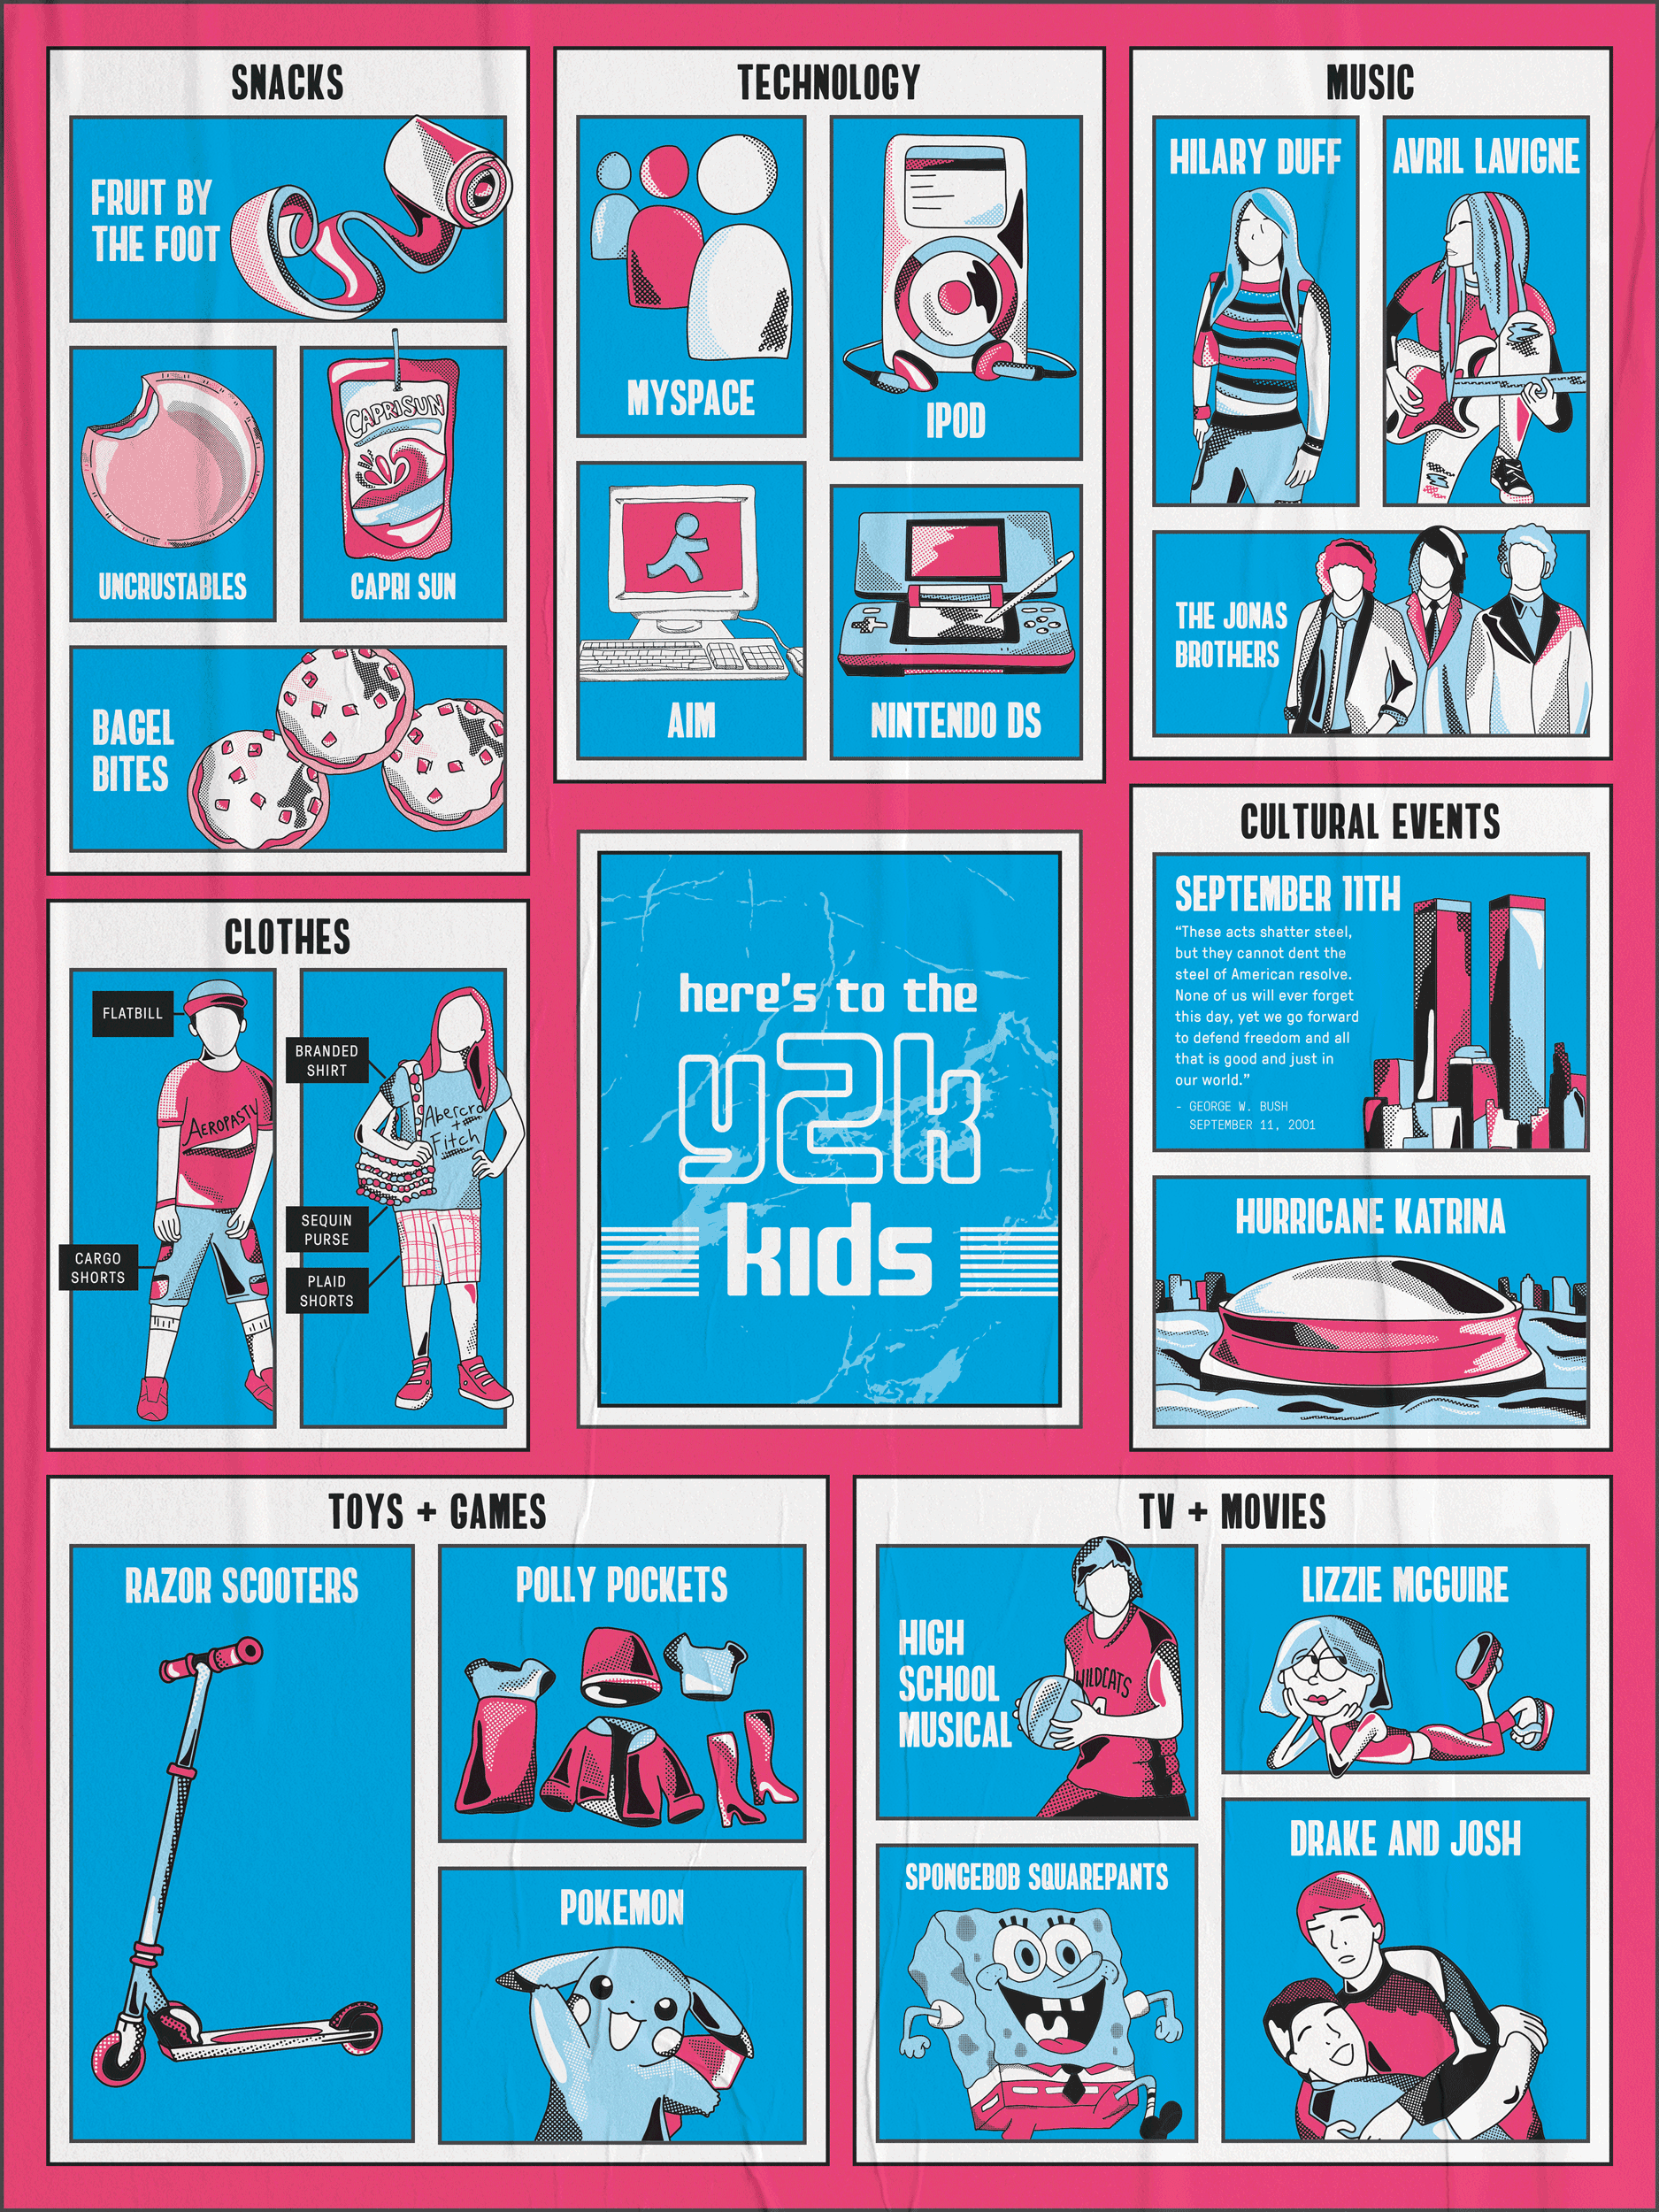 SNACKS
FRUIT BY
THE FOOT
UNCRUSTABLES
CAPRISUN
CAPRI SUN
BAGEL
BITES
TECHNOLOGY
MYSPACE
IPOD
AIM
NINTENDO DS
MUSIC
HILARY DUFF
AVRIL LAVIGNE
THE JONAS
BROTHERS
CLOTHES
FLATBILL
AEROPASTL
CARGO
SHORTS
BRANDED
SHIRT
Abercro
+
Fitch
SEQUIN
PURSE
PLAID
SHORTS
here's to the
y2k
kids
CULTURAL EVENTS
SEPTEMBER 11TH
“These acts shatter steel,
but they cannot dent the
steel of American resolve.
None of us will ever forget
this day, yet we go forward
to defend freedom and all
that is good and just in
our world.”
- GEORGE W. BUSH
SEPTEMBER 11, 2001
HURRICANE KATRINA
TOYS + GAMES
RAZOR SCOOTERS
POLLY POCKETS
POKEMON
TV + MOVIES
HIGH
SCHOOL
MUSICAL
WILDCATS
LIZZIE MCGUIRE
SPONGEBOB SQUAREPANTS
DRAKE AND JOSH